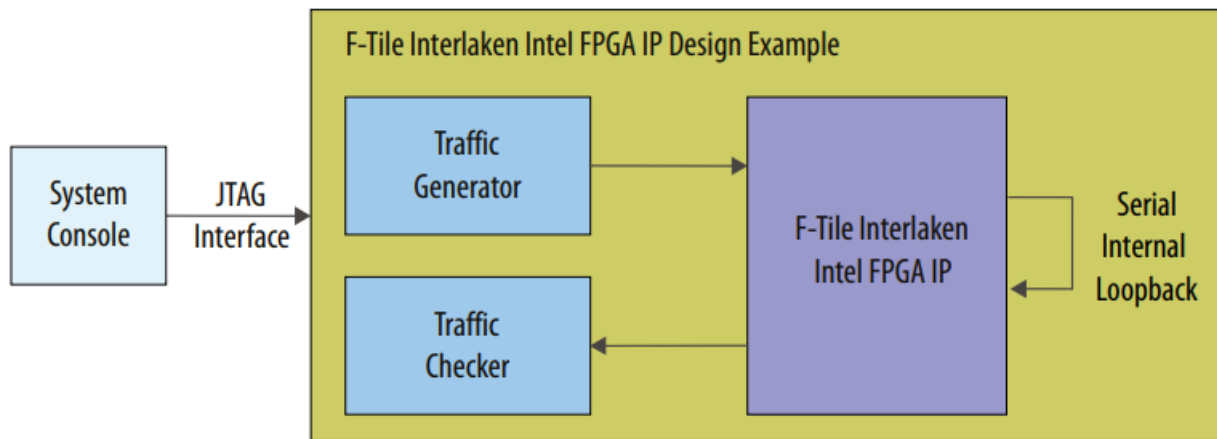 F-Tile Interlaken Intel FPGA IP Design Example
System
Console
JTAG
Interface
Traffic
Generator
Traffic
Checker
F-Tile Interlaken
Intel FPGA IP
Serial
Internal
Loopback